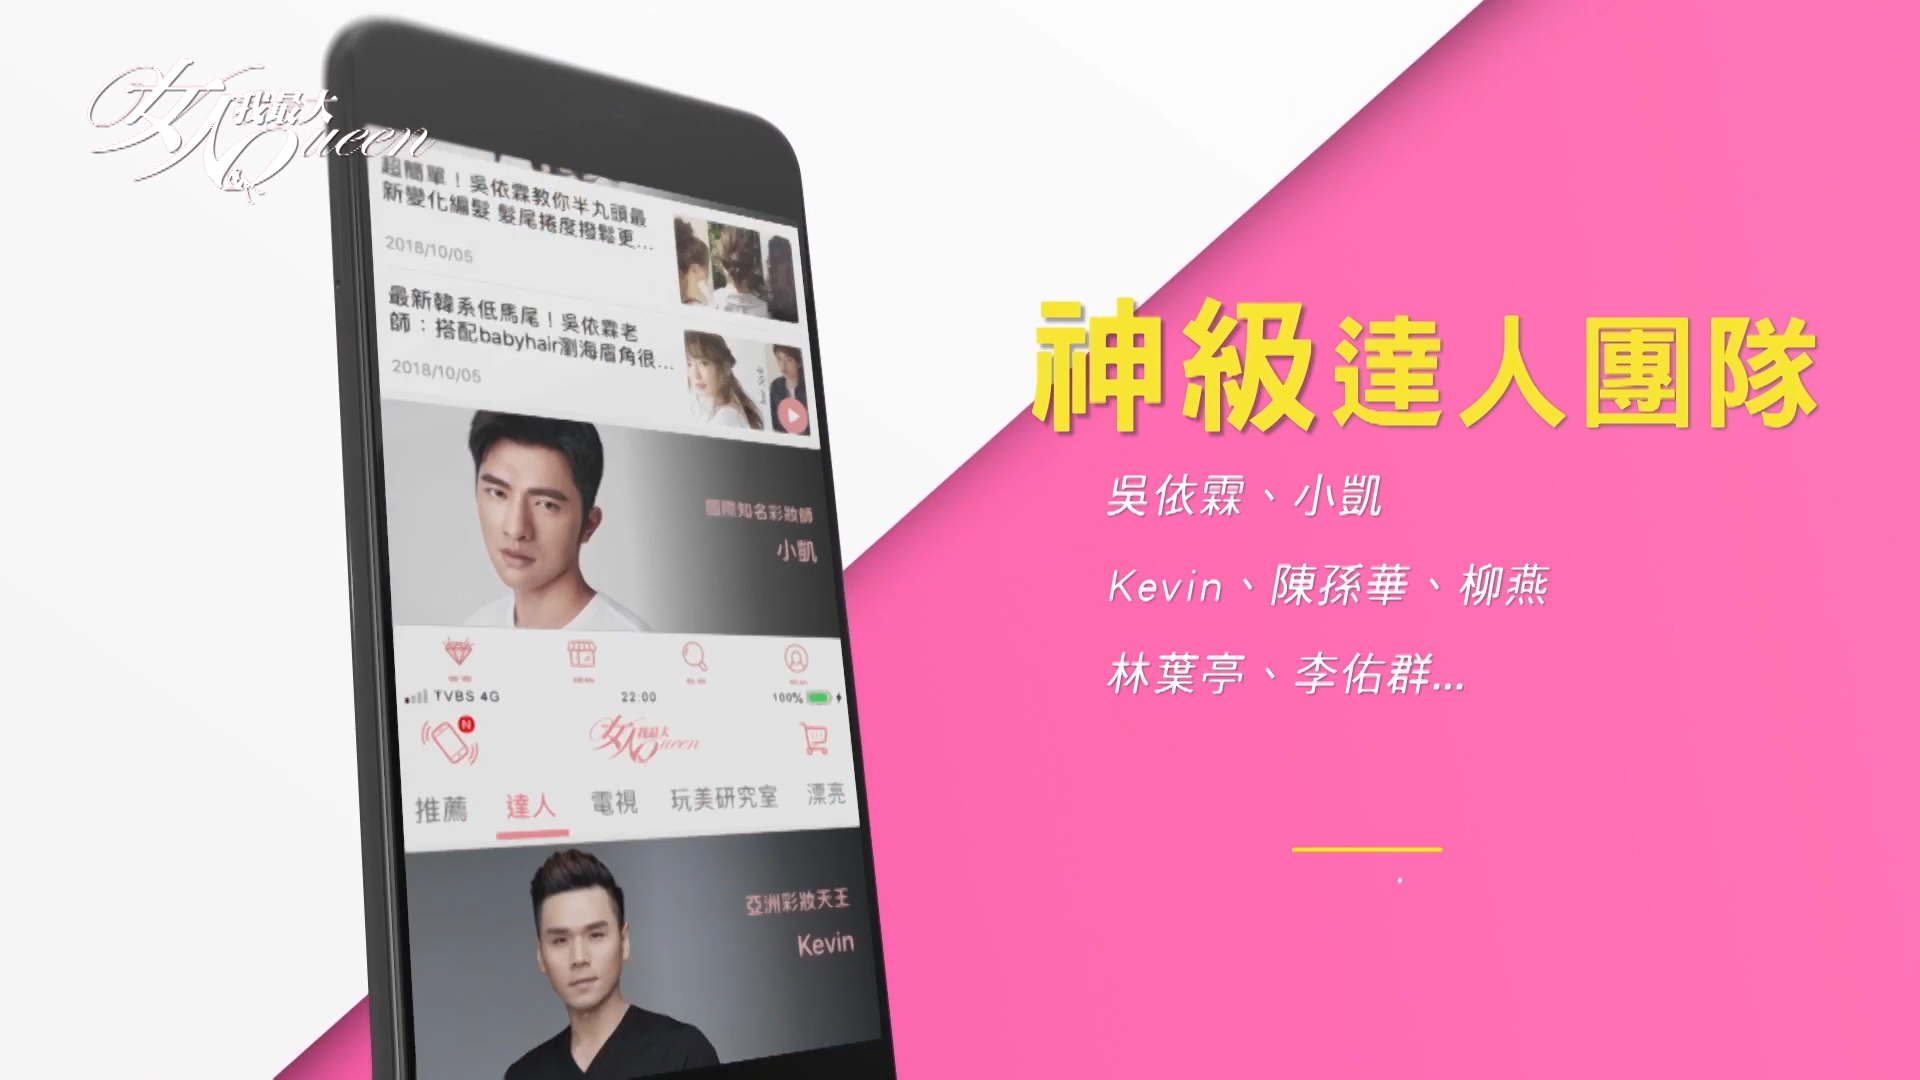 女人我最大
Queen
超簡單！吳依霖教你半丸頭最
新變化編髮 髮尾捲度撥鬆更...
2018/10/05
最新韓系低馬尾！吳依霖老
師：搭配babyhair瀏海眉角很...
2018/10/05
國際知名彩妝師
小凱
TVBS 4G
22:00
100%
N
女人我最大
Queen
推薦
達人
電視
玩美研究室
漂亮
亞洲彩妝天王
Kevin
神級達人團隊
吳依霖、小凱
Kevin、陳孫華、柳燕
林葉亭、李佑群...